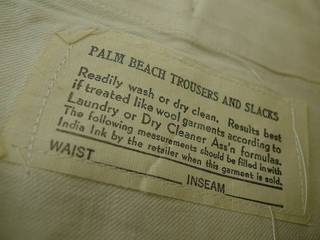 PALM BEACH TROUSERS AND SLACKS
Readily wash or dry clean. Results best
if treated like wool garments according to
Laundry or Dry Cleaner Ass'n formulas.
The following measurements should be filled in with
India Ink by the retailer when this garment is sold.
WAIST INSEAM